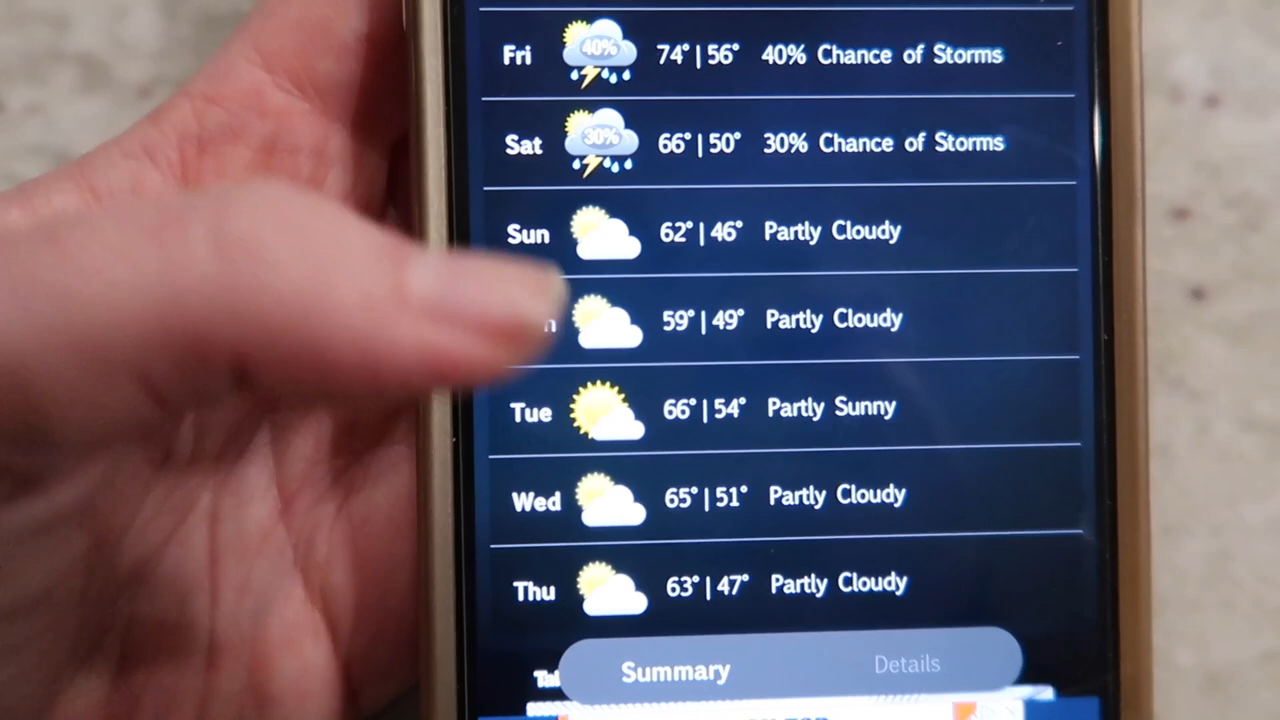 Fri 40% 74° | 56° 40% Chance of Storms
Sat 30% 66° | 50° 30% Chance of Storms
Sun 62° | 46° Partly Cloudy
59° | 49° Partly Cloudy
Tue 66° | 54° Partly Sunny
Wed 65° | 51° Partly Cloudy
Thu 63° | 47° Partly Cloudy
Summary Details